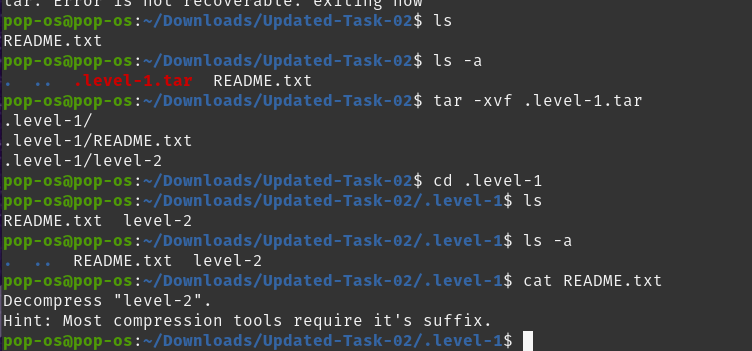 tar: Error is not recoverable: exiting now
pop-os@pop-os:~/Downloads/Updated-Task-02$ ls
README.txt
pop-os@pop-os:~/Downloads/Updated-Task-02$ ls -a
.  ..  .level-1.tar  README.txt
pop-os@pop-os:~/Downloads/Updated-Task-02$ tar -xvf .level-1.tar
.level-1/
.level-1/README.txt
.level-1/level-2
pop-os@pop-os:~/Downloads/Updated-Task-02$ cd .level-1
pop-os@pop-os:~/Downloads/Updated-Task-02/.level-1$ ls
README.txt  level-2
pop-os@pop-os:~/Downloads/Updated-Task-02/.level-1$ ls -a
.  ..  README.txt  level-2
pop-os@pop-os:~/Downloads/Updated-Task-02/.level-1$ cat README.txt
Decompress "level-2".
Hint: Most compression tools require it's suffix.
pop-os@pop-os:~/Downloads/Updated-Task-02/.level-1$